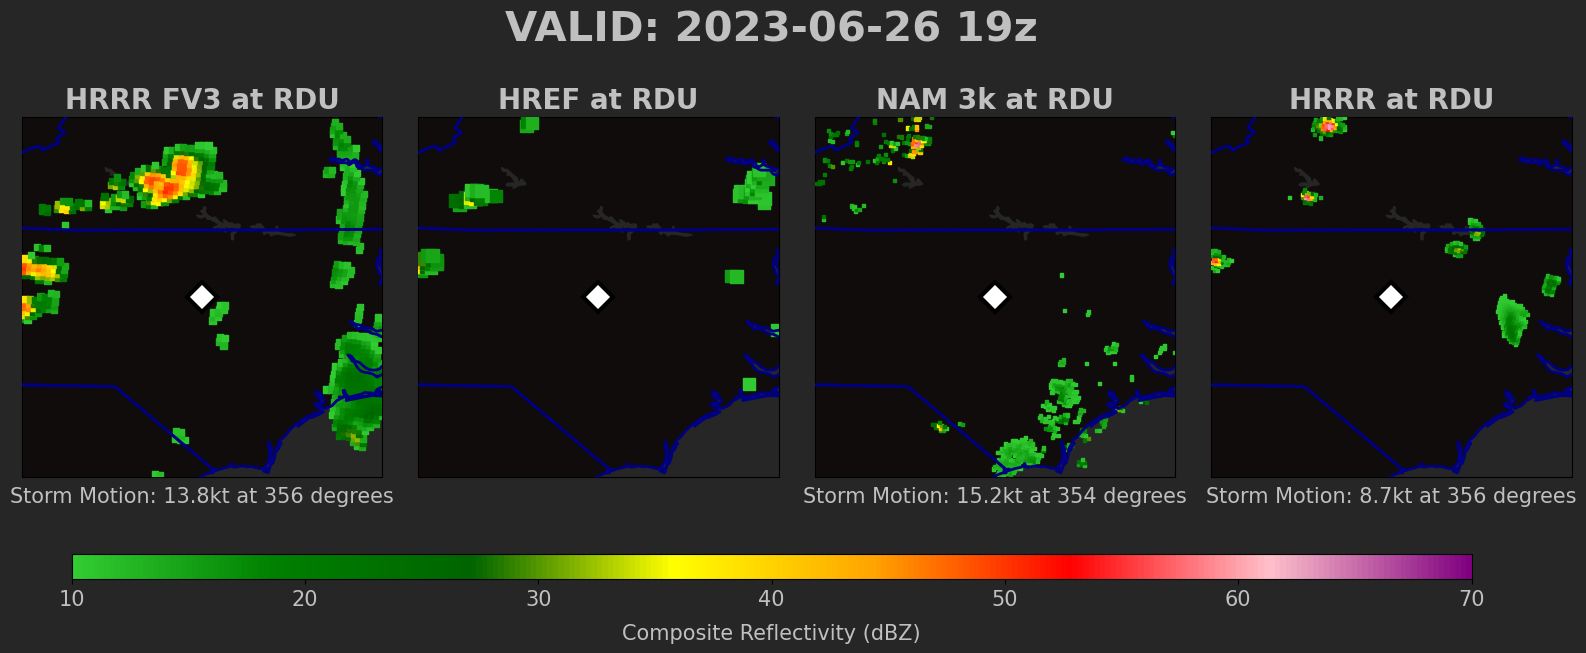 VALID: 2023-06-26 19z
HRRR FV3 at RDU
HREF at RDU
NAM 3k at RDU
HRRR at RDU
Storm Motion: 13.8kt at 356 degrees
Storm Motion: 15.2kt at 354 degrees
Storm Motion: 8.7kt at 356 degrees
10 20 30 40 50 60 70
Composite Reflectivity (dBZ)